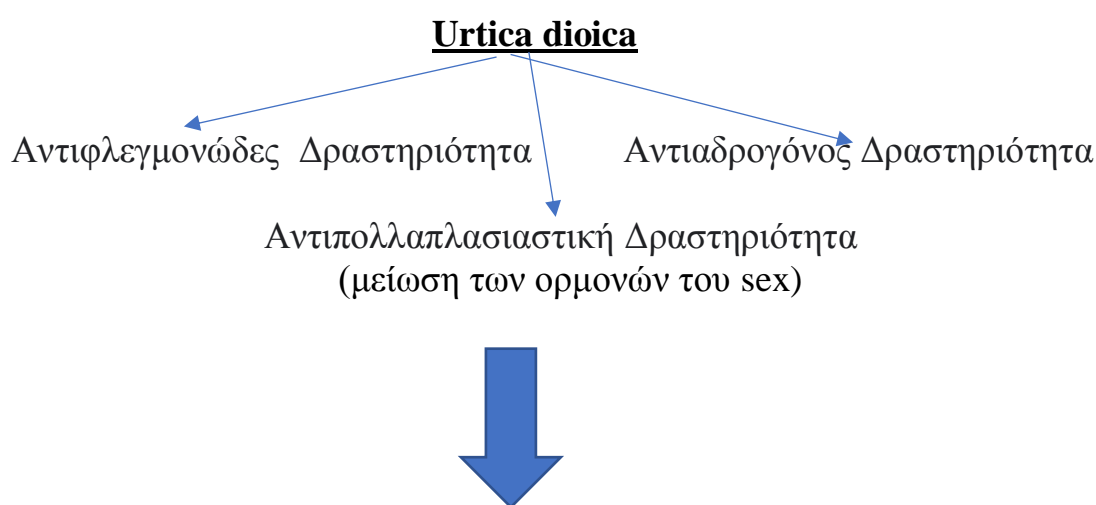 Urtica dioica
Αντιφλεγμονώδες Δραστηριότητα Αντιαδρογόνος Δραστηριότητα
Αντιπολλαπλασιαστική Δραστηριότητα
(μείωση των ορμονών του sex)